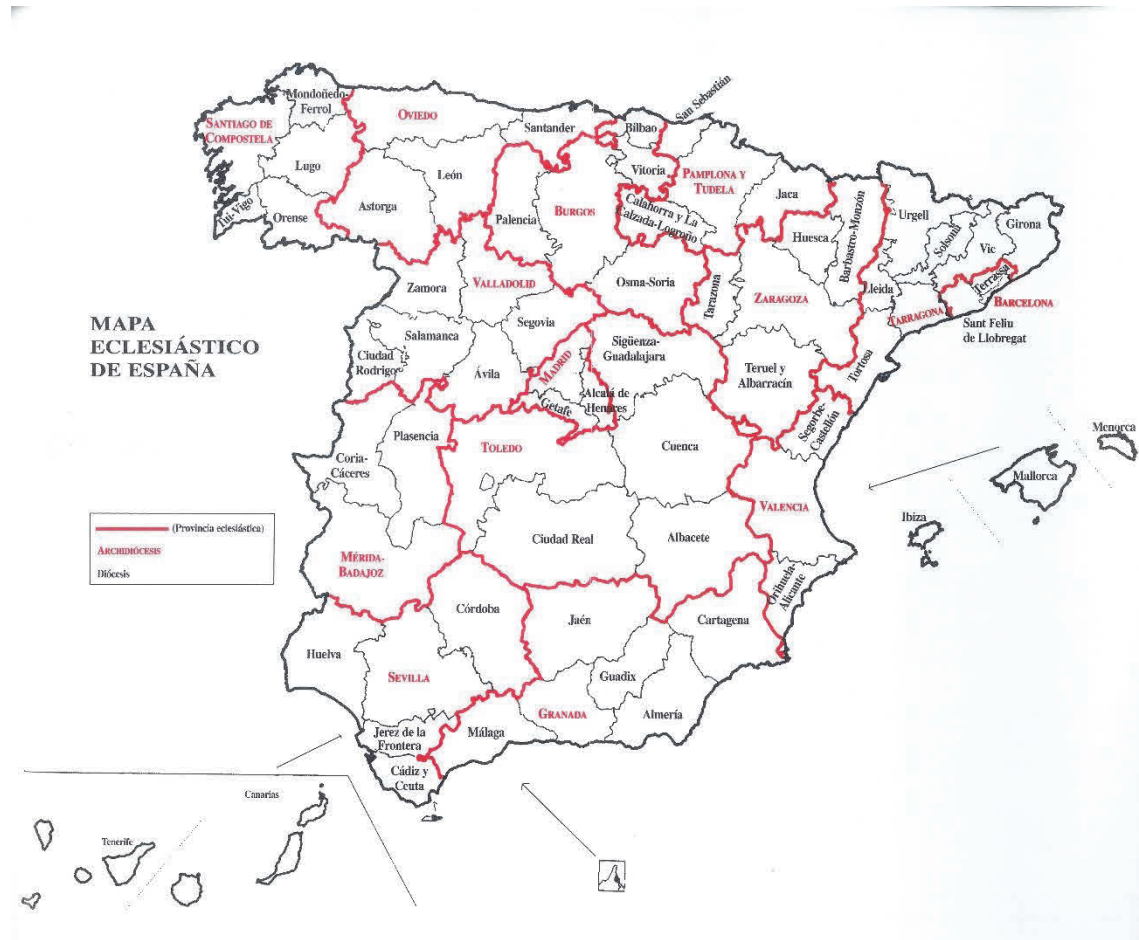 MAPA
ECLESIÁSTICO
DE ESPAÑA
(Provincia eclesiástica)
ARCHIDIÓCESIS
Diócesis
Mondoñedo-
Ferrol
SANTIAGO DE
COMPOSTELA
Lugo
Tui-Vigo
Orense
OVIEDO
Santander
León
Astorga
Bilbao
San Sebastián
Vitoria
PAMPLONA Y
TUDELA
Jaca
Palencia
BURGOS
Calahorra y La
Calzada-Logroño
Huesca
Barbastro-Monzón
Urgell
Solsona
Vic
Girona
Terrassa
BARCELONA
Sant Feliu
de Llobregat
TARRAGONA
Lleida
Tortosa
Zamora
VALLADOLID
Osma-Soria
Tarazona
ZARAGOZA
Salamanca
Segovia
Ciudad
Rodrigo
Ávila
MADRID
Sigüenza-
Guadalajara
Alcalá de
Henares
Getafe
Teruel y
Albarracín
Segorbe-
Castellón
Plasencia
Coria-
Cáceres
TOLEDO
Cuenca
VALENCIA
Menorca
Mallorca
Ibiza
MÉRIDA-
BADAJOZ
Ciudad Real
Albacete
Orihuela-
Alicante
Córdoba
Jaén
Cartagena
Huelva
SEVILLA
Guadix
GRANADA
Almería
Jerez de la
Frontera
Málaga
Cádiz y
Ceuta
Canarias
Tenerife